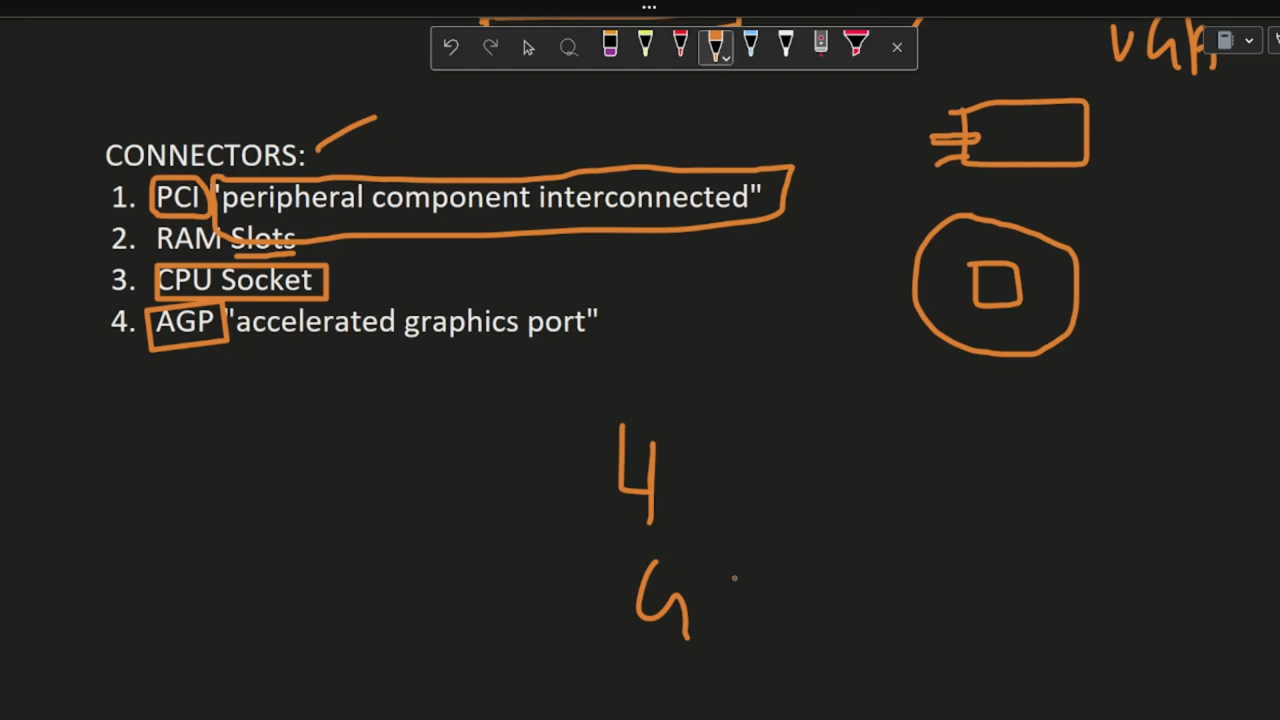 CONNECTORS:
1. PCI "peripheral component interconnected"
2. RAM Slots
3. CPU Socket
4. AGP "accelerated graphics port"
4
G